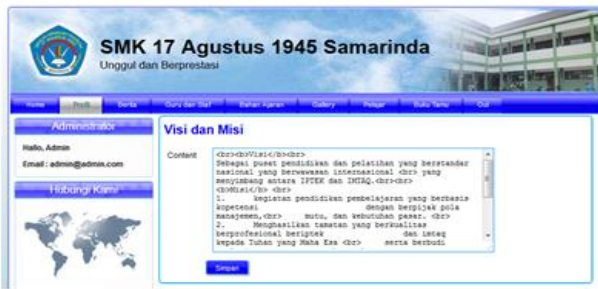 SMK 17 Agustus 1945 Samarinda
Unggul dan Berprestasi
Home Profil Berita Guru dan Staf Bahan Ajaran Gallery Pelajar Buku Tamu Out
Administrator
Hallo, Admin
Email : admin@admin.com
Hubungi Kami
Visi dan Misi
Content
<br><b>Visi</b><br>
Sebagai pusat pendidikan dan pelatihan yang berstandar
nasional yang berwawasan internasional <br> yang
menyimbang antara IPTEK dan IMTAQ.<br><br>
<b>Misi</b> <br>
1. kegiatan pendidikan pembelajaran yang berbasis
kopetensi dengan berpijak pola
manajemen,<br> mutu, dan kebutuhan pasar. <br>
2. Menghasilkan tamatan yang berkualitas
berprofesional beriptek dan imtaq
kepada Tuhan yang Maha Esa <br> serta berbudi
Simpan